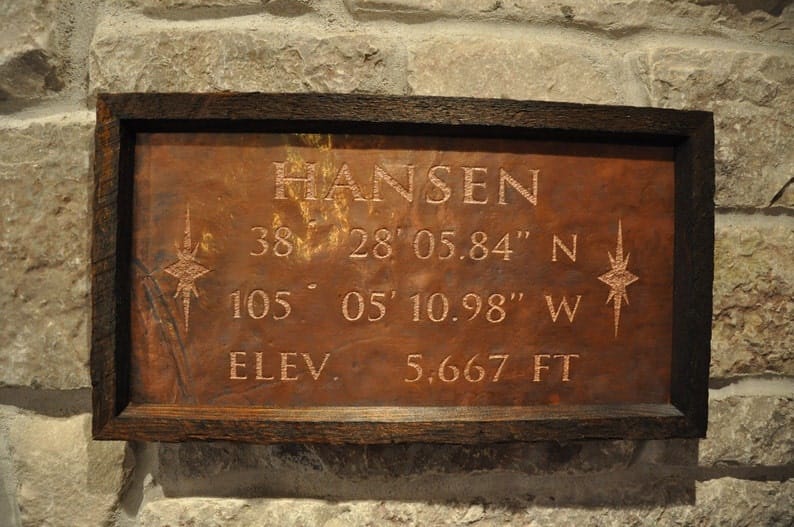 HANSEN
38° 28' 05.84" N
105° 05' 10.98" W
ELEV. 5,667 FT